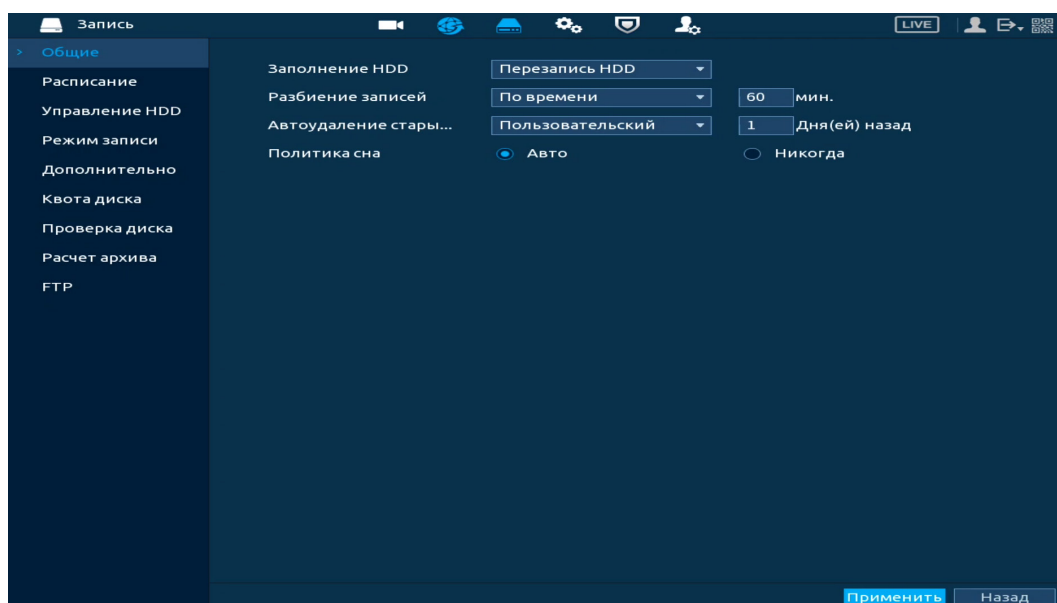 Запись
LIVE
Общие
Расписание
Управление HDD
Режим записи
Дополнительно
Квота диска
Проверка диска
Расчет архива
FTP
Заполнение HDD Перезапись HDD
Разбиение записей По времени 60 мин.
Автоудаление стары... Пользовательский 1 Дня(ей) назад
Политика сна Авто Никогда
Применить Назад